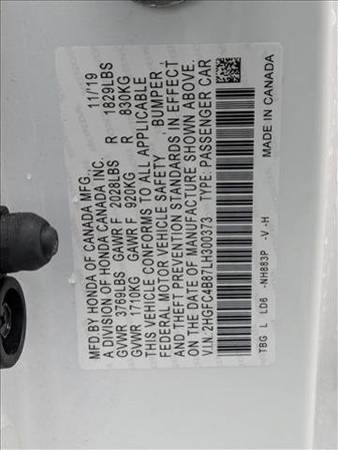 MFD.BY HONDA OF CANADA MFG., 11/19
A DIVISION OF HONDA CANADA INC.
GVWR 3769LBS GAWR F 2028LBS R 1829LBS
GVWR 1710KG GAWR F 920KG R 830KG
THIS VEHICLE CONFORMS TO ALL APPLICABLE
FEDERAL MOTOR VEHICLE SAFETY , BUMPER ,
AND THEFT PREVENTION STANDARDS IN EFFECT
ON THE DATE OF MANUFACTURE SHOWN ABOVE.
V.I.N: 2HGFC4B87LH300373 TYPE: PASSENGER CAR
TBG L LD6 -NH883P -V -H MADE IN CANADA